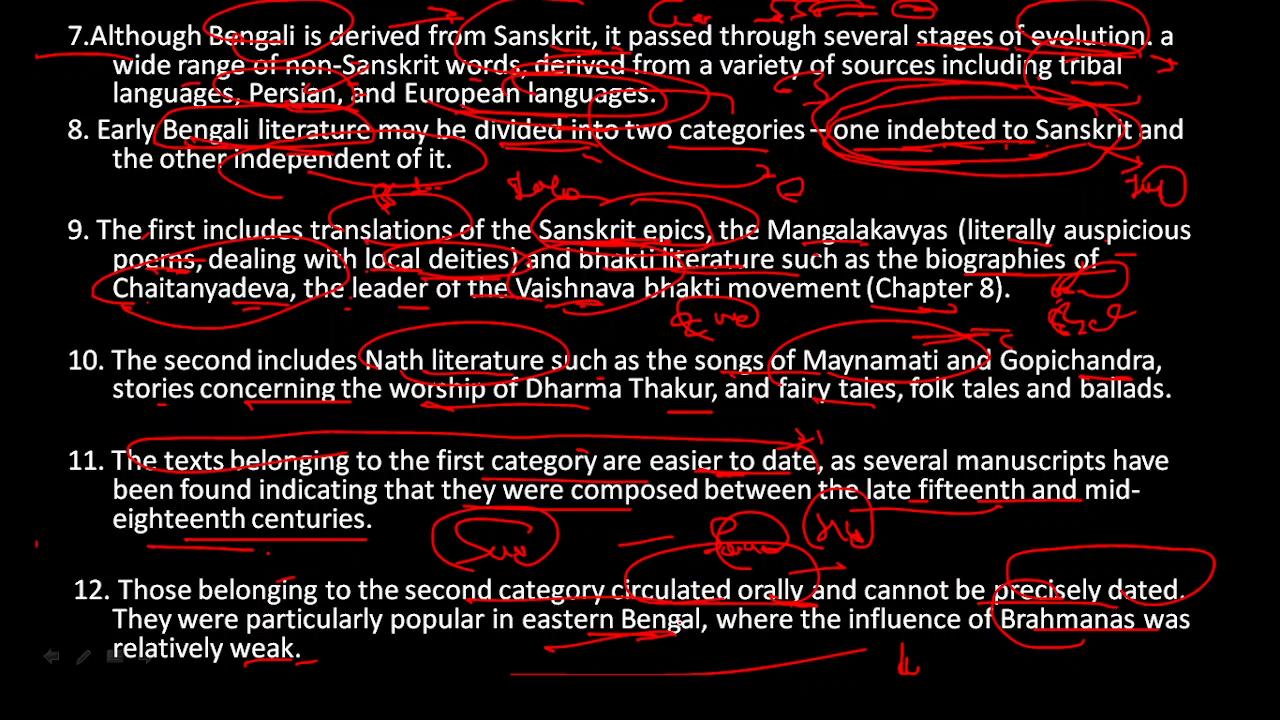 7.Although Bengali is derived from Sanskrit, it passed through several stages of evolution. a
wide range of non-Sanskrit words, derived from a variety of sources including tribal
languages, Persian, and European languages.
8. Early Bengali literature may be divided into two categories – one indebted to Sanskrit and
the other independent of it.
9. The first includes translations of the Sanskrit epics, the Mangalakavyas (literally auspicious
poems, dealing with local deities) and bhakti literature such as the biographies of
Chaitanyadeva, the leader of the Vaishnava bhakti movement (Chapter 8).
10. The second includes Nath literature such as the songs of Maynamati and Gopichandra,
stories concerning the worship of Dharma Thakur, and fairy tales, folk tales and ballads.
11. The texts belonging to the first category are easier to date, as several manuscripts have
been found indicating that they were composed between the late fifteenth and mid-
eighteenth centuries.
12. Those belonging to the second category circulated orally and cannot be precisely dated.
They were particularly popular in eastern Bengal, where the influence of Brahmanas was
relatively weak.